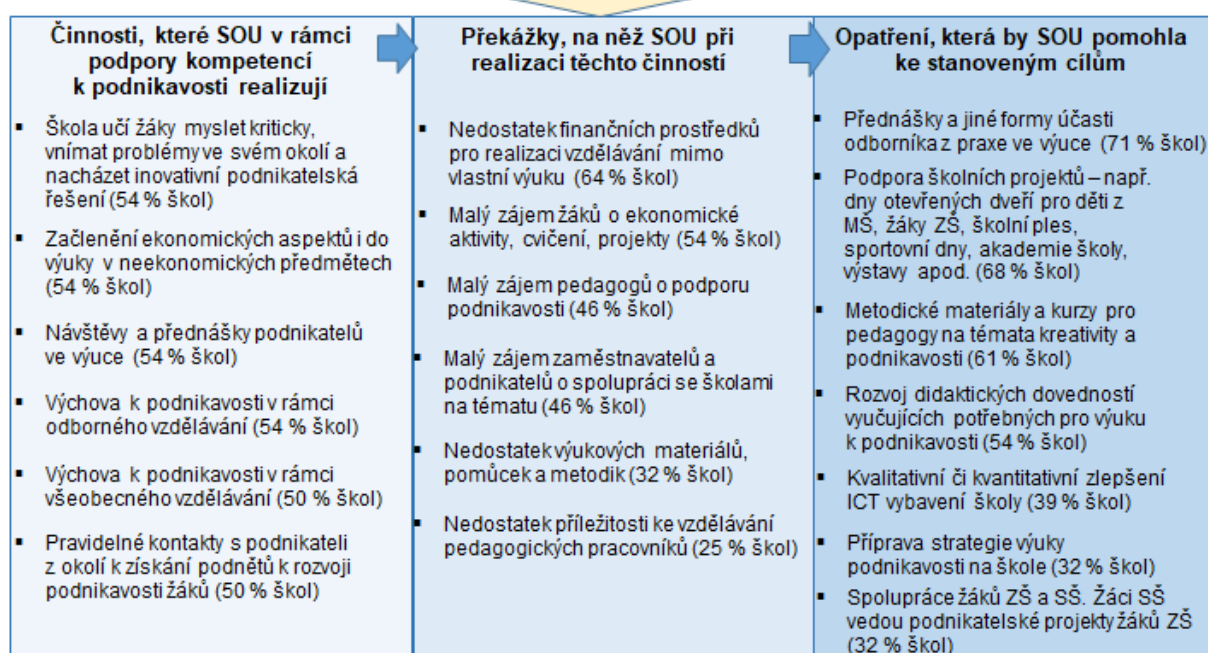 Činnosti, které SOU v rámci
podpory kompetencí
k podnikavosti realizují
▪ Škola učí žáky myslet kriticky,
vnímat problémy ve svém okolí a
nacházet inovativní podnikatelská
řešení (54 % škol)
▪ Začlenění ekonomických aspektů i do
výuky v neekonomických předmětech
(54 % škol)
▪ Návštěvy a přednášky podnikatelů
ve výuce (54 % škol)
▪ Výchova k podnikavosti v rámci
odborného vzdělávání (54 % škol)
▪ Výchova k podnikavosti v rámci
všeobecného vzdělávání (50 % škol)
▪ Pravidelné kontakty s podnikateli
z okolí k získání podnětů k rozvoji
podnikavosti žáků (50 % škol)
Překážky, na něž SOU při
realizaci těchto činností
▪ Nedostatek finančních prostředků
pro realizaci vzdělávání mimo
vlastní výuku (64 % škol)
▪ Malý zájem žáků o ekonomické
aktivity, cvičení, projekty (54 % škol)
▪ Malý zájem pedagogů o podporu
podnikavosti (46 % škol)
▪ Malý zájem zaměstnavatelů a
podnikatelů o spolupráci se školami
na tématu (46 % škol)
▪ Nedostatek výukových materiálů,
pomůcek a metodik (32 % škol)
▪ Nedostatek příležitosti ke vzdělávání
pedagogických pracovníků (25 % škol)
Opatření, která by SOU pomohla
ke stanoveným cílům
▪ Přednášky a jiné formy účasti
odborníka z praxe ve výuce (71 % škol)
▪ Podpora školních projektů – např.
dny otevřených dveří pro děti z
MŠ, žáky ZŠ, školní ples,
sportovní dny, akademie školy,
výstavy apod. (68 % škol)
▪ Metodické materiály a kurzy pro
pedagogy na témata kreativity a
podnikavosti (61 % škol)
▪ Rozvoj didaktických dovedností
vyučujících potřebných pro výuku
k podnikavosti (54 % škol)
▪ Kvalitativní či kvantitativní zlepšení
ICT vybavení školy (39 % škol)
▪ Příprava strategie výuky
podnikavosti na škole (32 % škol)
▪ Spolupráce žáků ZŠ a SŠ. Žáci SŠ
vedou podnikatelské projekty žáků ZŠ
(32 % škol)